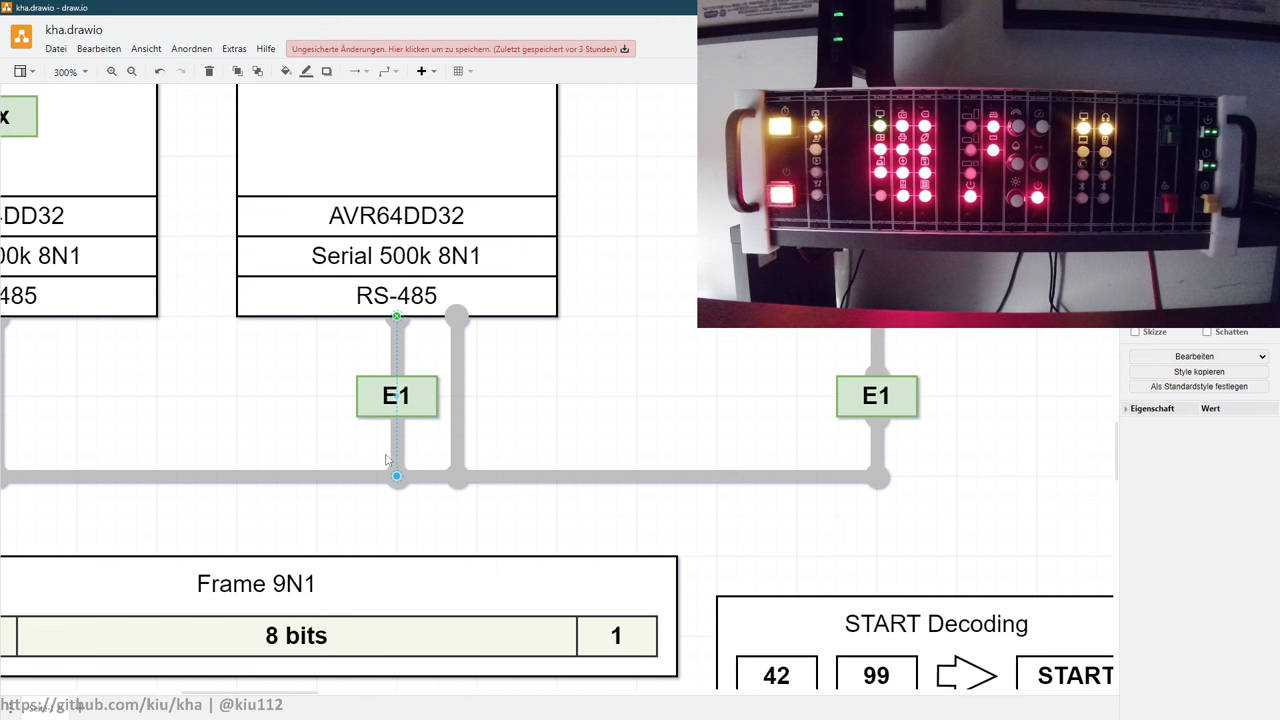 kha.drawio - draw.io
kha.drawio
Datei Bearbeiten Ansicht Anordnen Extras Hilfe
Ungesicherte Änderungen. Hier klicken um zu speichern. (Zuletzt gespeichert vor 3 Stunden)
300%
x
DD32
AVR64DD32
00k 8N1
Serial 500k 8N1
485
RS-485
Skizze
Schatten
Bearbeiten
Style kopieren
Als Standardstyle festlegen
Eigenschaft
Wert
E1
E1
Frame 9N1
8 bits
1
START Decoding
42
99
START
https://github.com/kiu/kha | @kiu112